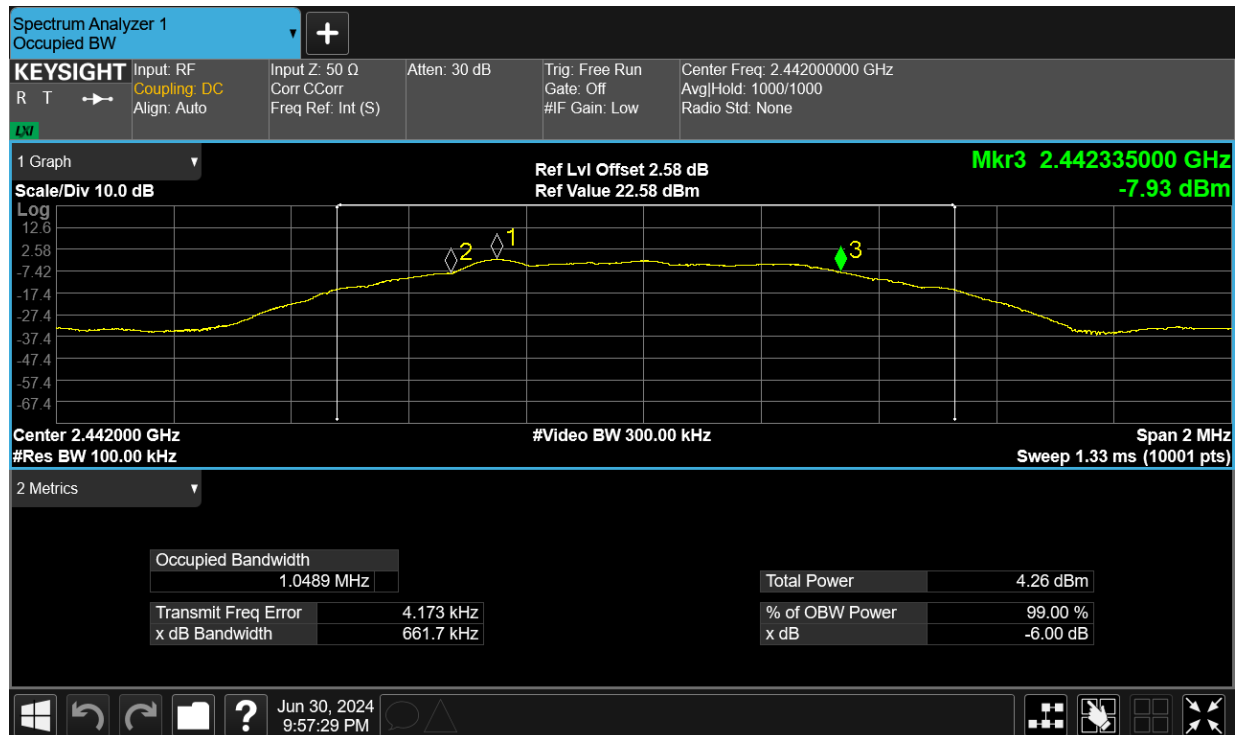 Spectrum Analyzer 1
Occupied BW
KEYSIGHT
R T
LXI
Input: RF
Coupling: DC
Align: Auto
Input Z: 50 Ω
Corr CCorr
Freq Ref: Int (S)
Atten: 30 dB
Trig: Free Run
Gate: Off
#IF Gain: Low
Center Freq: 2.442000000 GHz
Avg|Hold: 1000/1000
Radio Std: None
1 Graph
Scale/Div 10.0 dB
Ref Lvl Offset 2.58 dB
Ref Value 22.58 dBm
Mkr3 2.442335000 GHz
-7.93 dBm
Log
12.6
2.58
-7.42
-17.4
-27.4
-37.4
-47.4
-57.4
-67.4
2
1
3
Center 2.442000 GHz
#Res BW 100.00 kHz
#Video BW 300.00 kHz
Span 2 MHz
Sweep 1.33 ms (10001 pts)
2 Metrics
Occupied Bandwidth
1.0489 MHz
Transmit Freq Error 4.173 kHz
x dB Bandwidth 661.7 kHz
Total Power 4.26 dBm
% of OBW Power 99.00 %
x dB -6.00 dB
?
Jun 30, 2024
9:57:29 PM